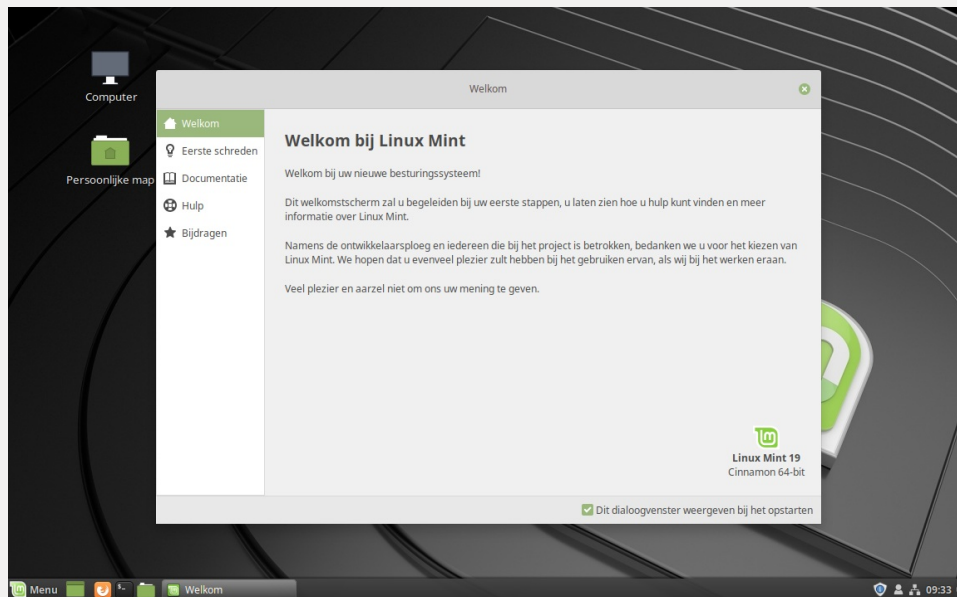 Computer
Persoonlijke map
Welkom
Welkom
Eerste schreden
Documentatie
Hulp
Bijdragen
Welkom bij Linux Mint
Welkom bij uw nieuwe besturingssysteem!
Dit welkomstscherm zal u begeleiden bij uw eerste stappen, u laten zien hoe u hulp kunt vinden en meer
informatie over Linux Mint.
Namens de ontwikkelaarsploeg en iedereen die bij het project is betrokken, bedanken we u voor het kiezen van
Linux Mint. We hopen dat u evenveel plezier zult hebben bij het gebruiken ervan, als wij bij het werken eraan.
Veel plezier en aarzel niet om ons uw mening te geven.
Linux Mint 19
Cinnamon 64-bit
Dit dialoogvenster weergeven bij het opstarten
Menu
Welkom
09:33